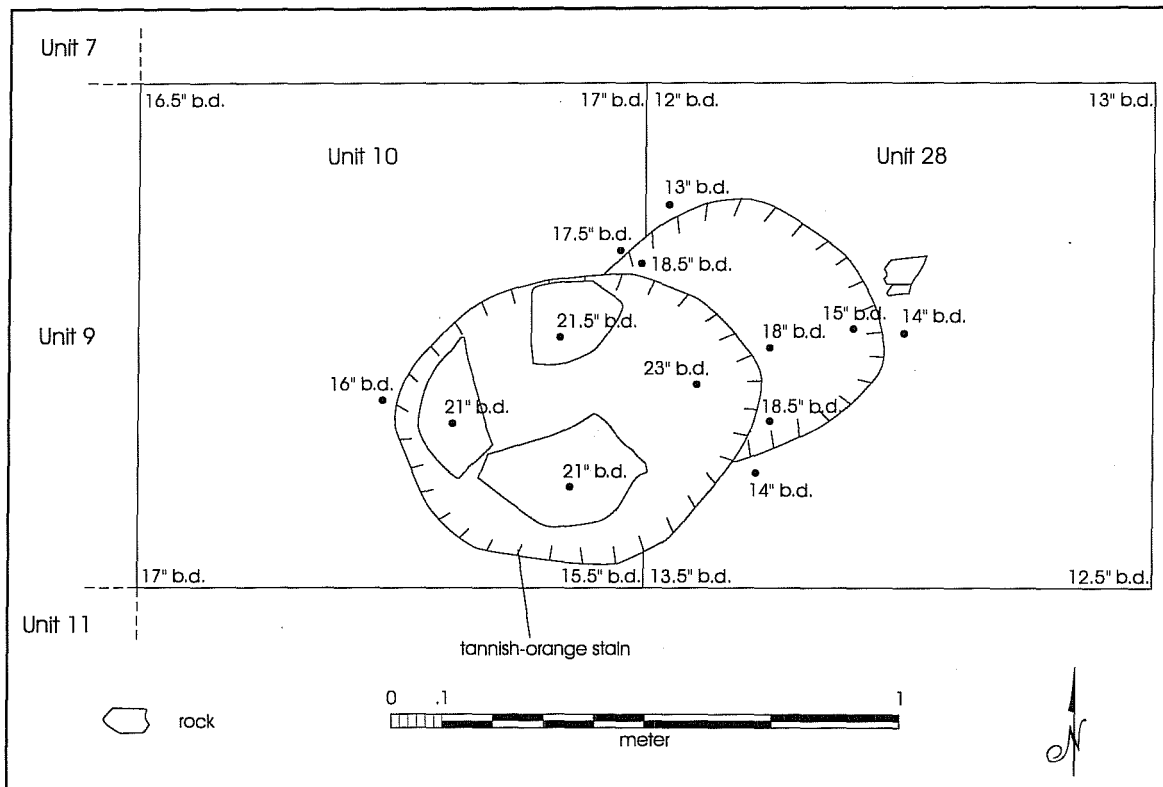 Unit 7
16.5" b.d.
17" b.d.
12" b.d.
13" b.d.
Unit 10
Unit 28
13" b.d.
17.5" b.d.
18.5" b.d.
Unit 9
21.5" b.d.
15" b.d.
14" b.d.
18" b.d.
23" b.d.
16" b.d.
21" b.d.
18.5" b.d.
21" b.d.
14" b.d.
17" b.d.
15.5" b.d.
13.5" b.d.
12.5" b.d.
Unit 11
tannish-orange stain
0 .1 1
rock
meter
N